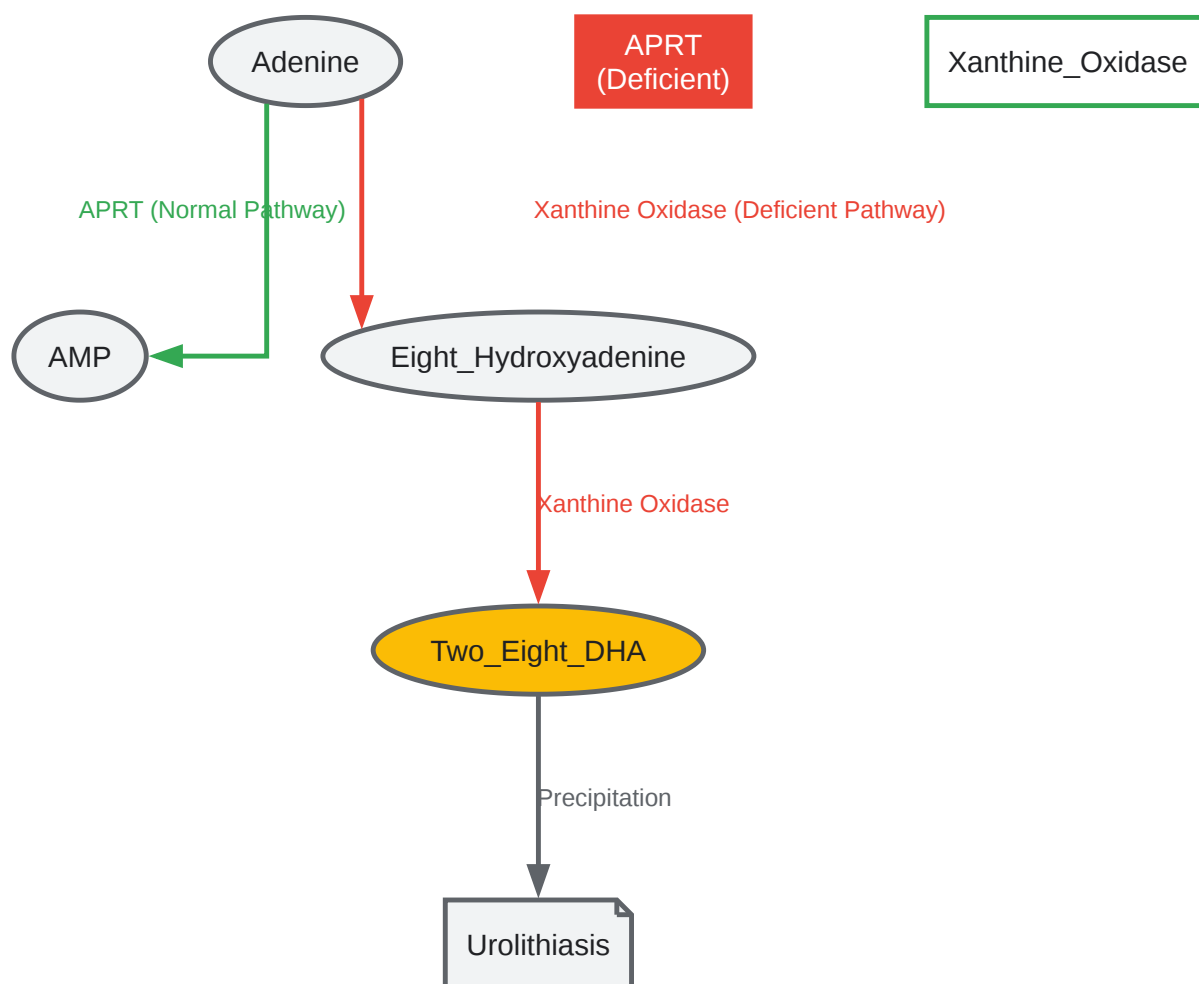 Adenine
APRT
(Deficient)
Xanthine_Oxidase
APRT (Normal Pathway)
Xanthine Oxidase (Deficient Pathway)
AMP
Eight_Hydroxyadenine
Xanthine Oxidase
Two_Eight_DHA
Precipitation
Urolithiasis